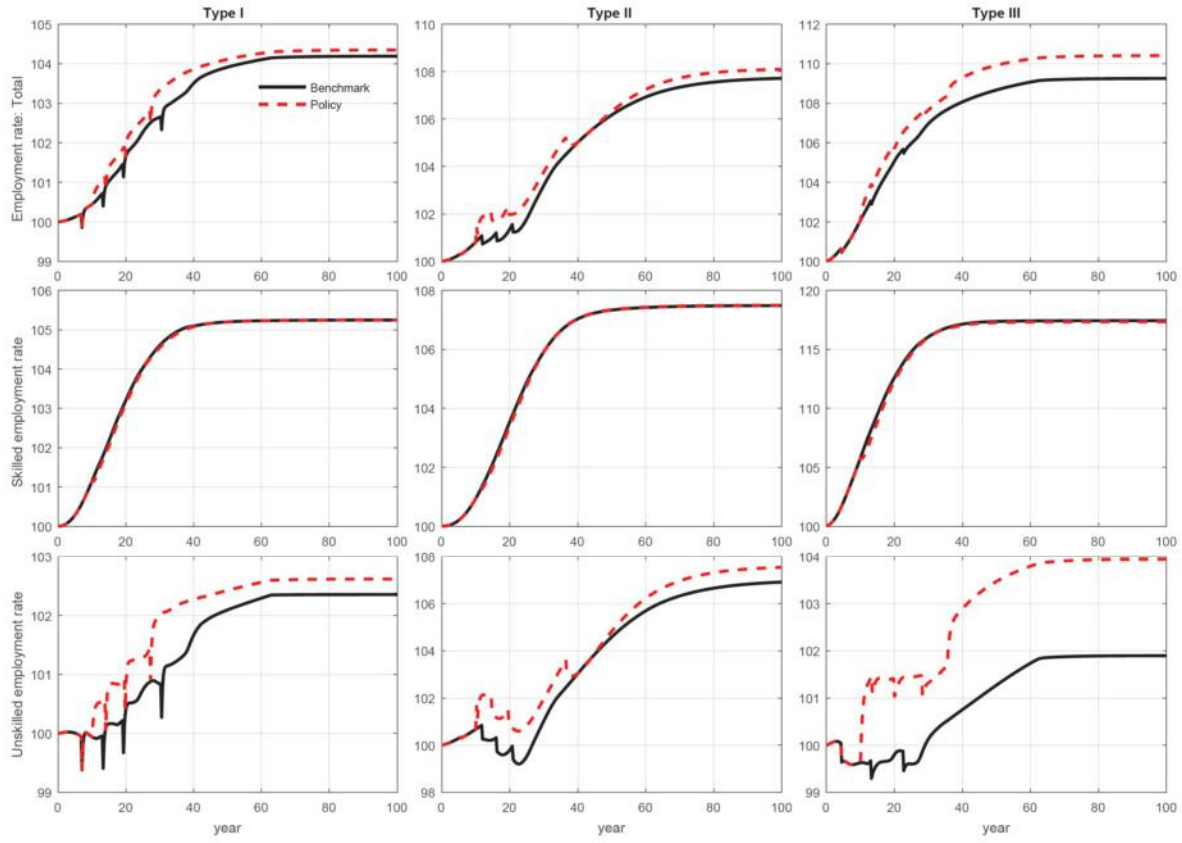 Type I
Type II
Type III
Employment rate: Total
105
104
103
102
101
100
99
0 20 40 60 80 100
Benchmark
Policy
110
108
106
104
102
100
0 20 40 60 80 100
112
110
108
106
104
102
100
0 20 40 60 80 100
Skilled employment rate
106
105
104
103
102
101
100
0 20 40 60 80 100
108
106
104
102
100
0 20 40 60 80 100
120
115
110
105
100
0 20 40 60 80 100
Unskilled employment rate
103
102
101
100
99
0 20 40 60 80 100
year
108
106
104
102
100
98
0 20 40 60 80 100
year
104
103
102
101
100
99
0 20 40 60 80 100
year